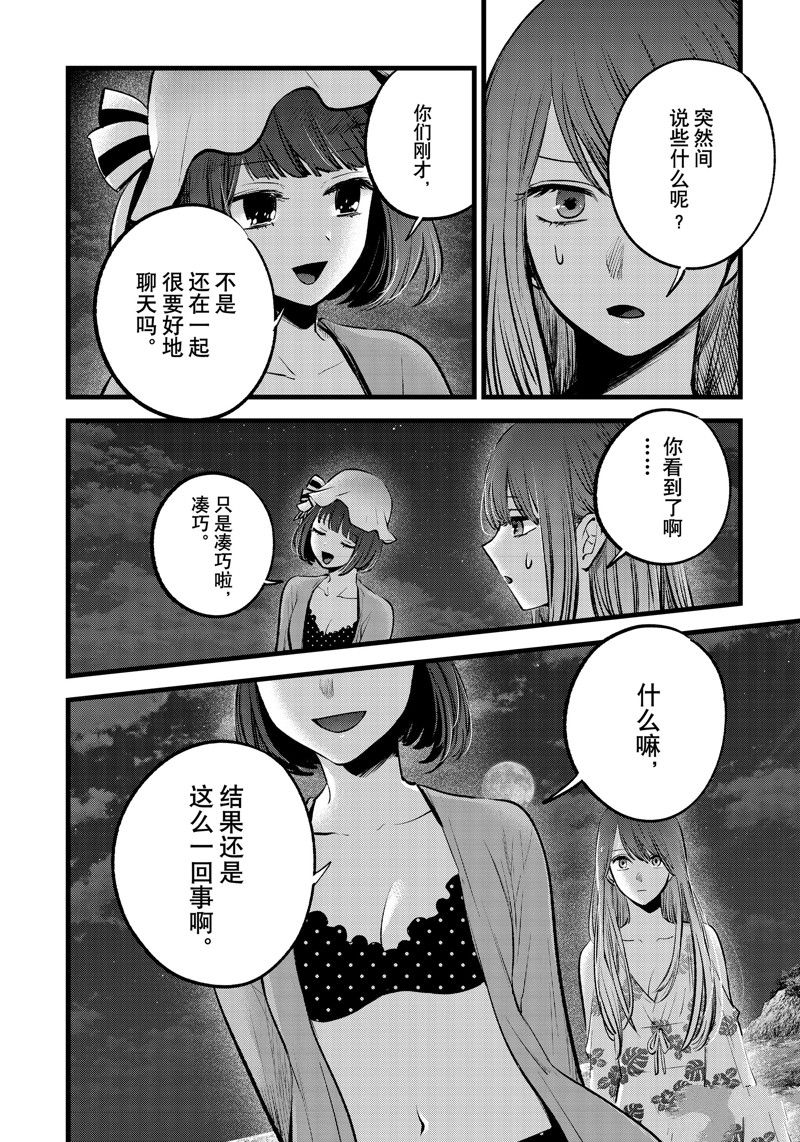 突然间
说些什么呢？
你们刚才，
不是
还在一起
很要好地
聊天吗。
你看到了啊
……
只是凑巧啦，
凑巧。
什么嘛，
结果还是
这么一回事啊。